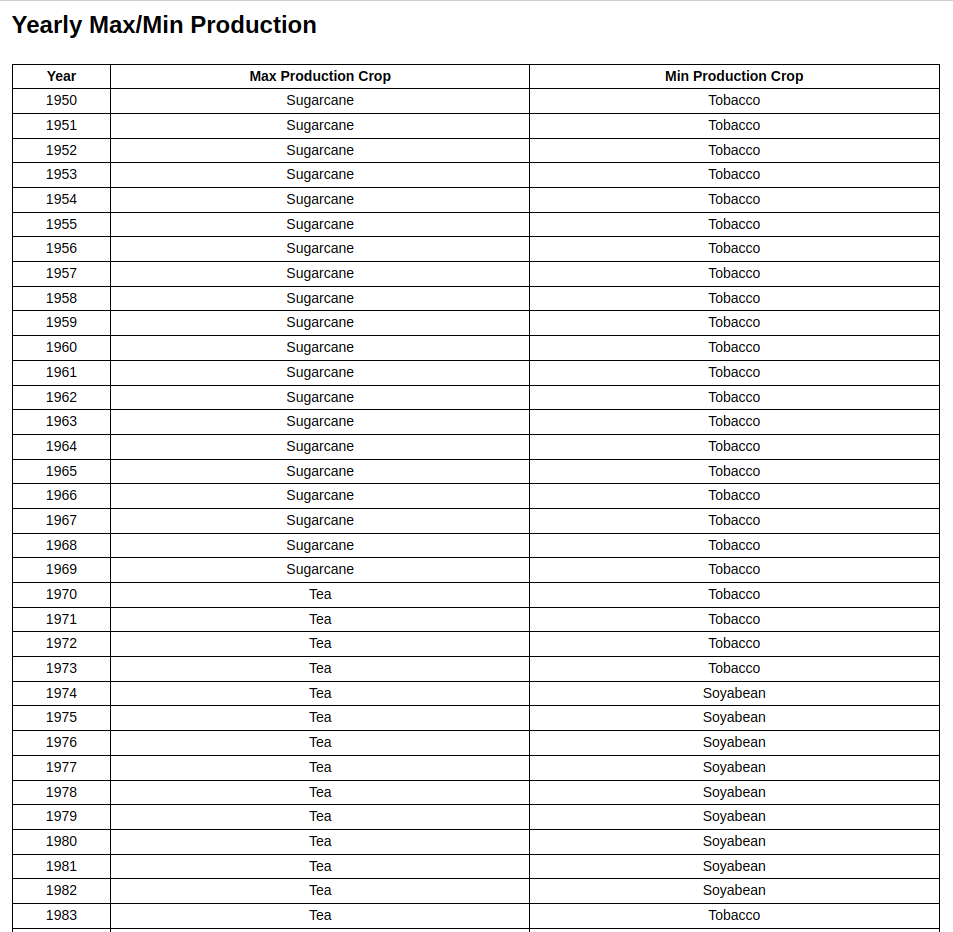 Yearly Max/Min Production
Year Max Production Crop Min Production Crop
1950 Sugarcane Tobacco
1951 Sugarcane Tobacco
1952 Sugarcane Tobacco
1953 Sugarcane Tobacco
1954 Sugarcane Tobacco
1955 Sugarcane Tobacco
1956 Sugarcane Tobacco
1957 Sugarcane Tobacco
1958 Sugarcane Tobacco
1959 Sugarcane Tobacco
1960 Sugarcane Tobacco
1961 Sugarcane Tobacco
1962 Sugarcane Tobacco
1963 Sugarcane Tobacco
1964 Sugarcane Tobacco
1965 Sugarcane Tobacco
1966 Sugarcane Tobacco
1967 Sugarcane Tobacco
1968 Sugarcane Tobacco
1969 Sugarcane Tobacco
1970 Tea Tobacco
1971 Tea Tobacco
1972 Tea Tobacco
1973 Tea Tobacco
1974 Tea Soyabean
1975 Tea Soyabean
1976 Tea Soyabean
1977 Tea Soyabean
1978 Tea Soyabean
1979 Tea Soyabean
1980 Tea Soyabean
1981 Tea Soyabean
1982 Tea Soyabean
1983 Tea Tobacco